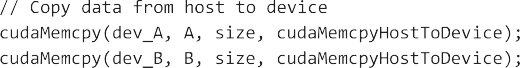 // Copy data from host to device
cudaMemcpy(dev_A, A, size, cudaMemcpyHostToDevice);
cudaMemcpy(dev_B, B, size, cudaMemcpyHostToDevice);